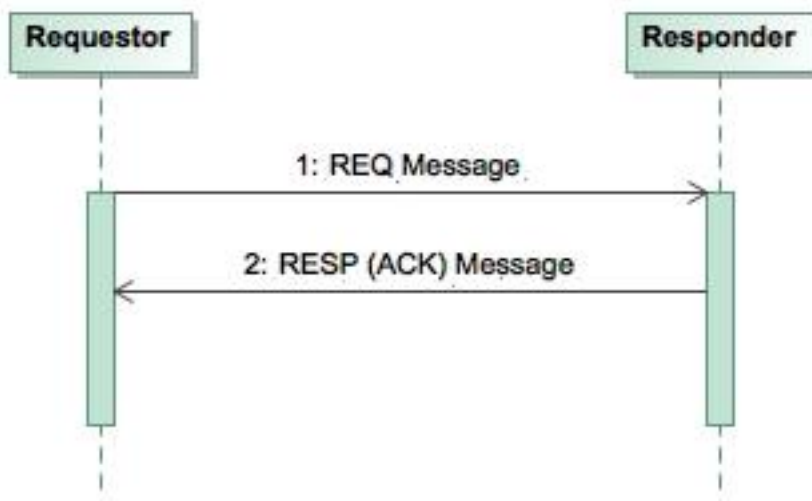 Requestor
Responder
1: REQ Message
2: RESP (ACK) Message